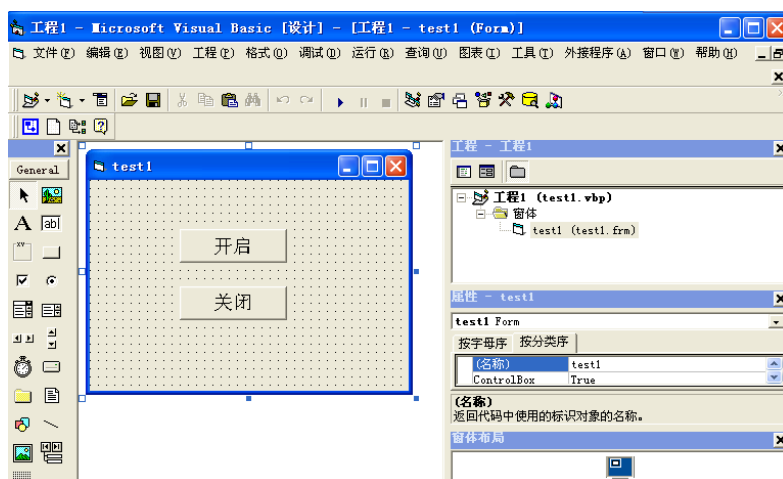 工程1 - Microsoft Visual Basic [设计] - [工程1 - test1 (Form)]
文件(F) 编辑(E) 视图(V) 工程(P) 格式(O) 调试(D) 运行(R) 查询(U) 图表(I) 工具(T) 外接程序(A) 窗口(W) 帮助(H)
General
A
ab
XY
test1
开启
关闭
工程 - 工程1
工程1 (test1.vbp)
窗体
test1 (test1.frm)
属性 - test1
test1 Form
按字母序 按分类序
(名称) test1
ControlBox True
(名称)
返回代码中使用的标识对象的名称。
窗体布局